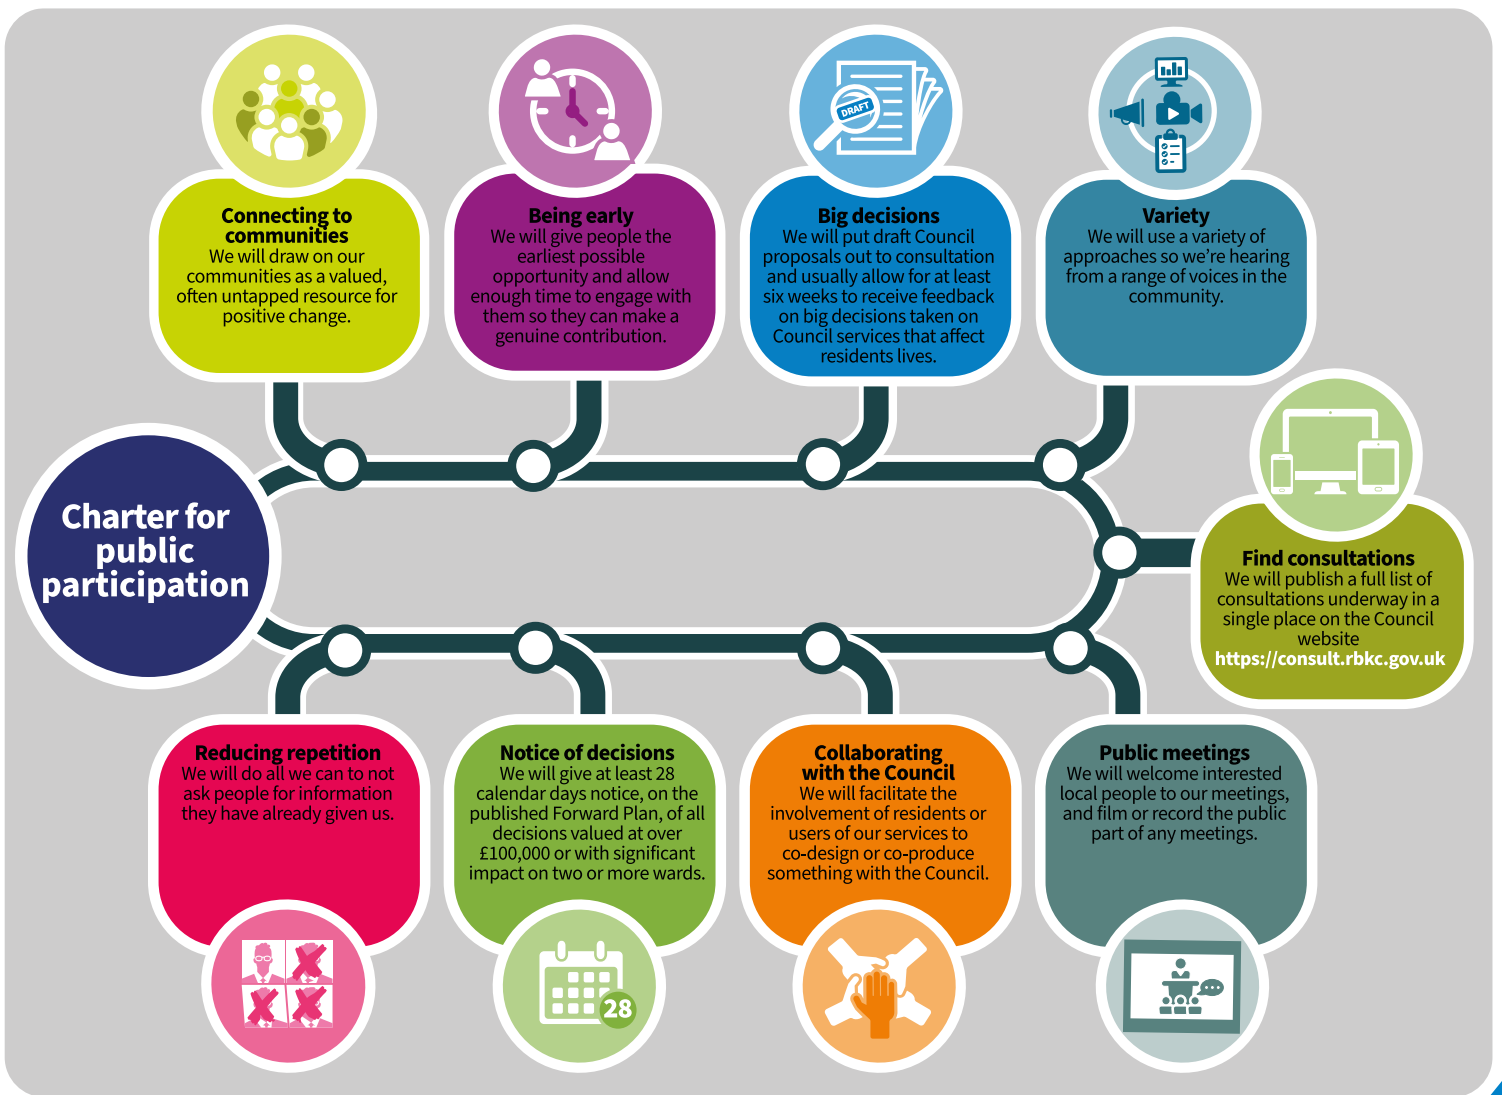 DRAFT
Connecting to
communities
We will draw on our
communities as a valued,
often untapped resource for
positive change.
Being early
We will give people the
earliest possible
opportunity and allow
enough time to engage with
them so they can make a
genuine contribution.
Big decisions
We will put draft Council
proposals out to consultation
and usually allow for at least
six weeks to receive feedback
on big decisions taken on
Council services that affect
residents lives.
Variety
We will use a variety of
approaches so we’re hearing
from a range of voices in the
community.
Charter for
public
participation
Find consultations
We will publish a full list of
consultations underway in a
single place on the Council
website
https://consult.rbkc.gov.uk
Reducing repetition
We will do all we can to not
ask people for information
they have already given us.
Notice of decisions
We will give at least 28
calendar days notice, on the
published Forward Plan, of all
decisions valued at over
£100,000 or with significant
impact on two or more wards.
28
Collaborating
with the Council
We will facilitate the
involvement of residents or
users of our services to
co-design or co-produce
something with the Council.
Public meetings
We will welcome interested
local people to our meetings,
and film or record the public
part of any meetings.